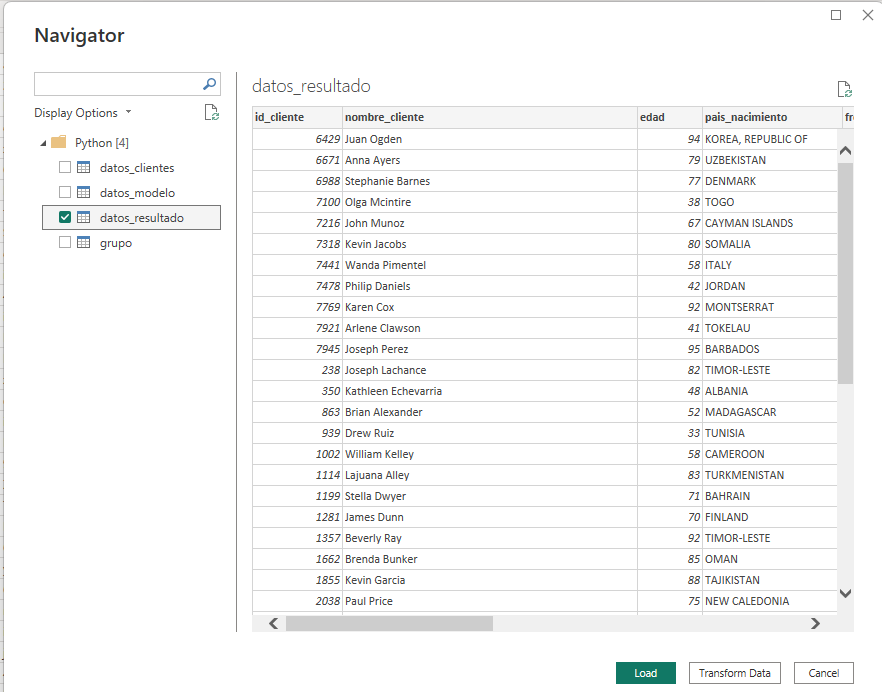 Navigator
Display Options
Python [4]
datos_clientes
datos_modelo
datos_resultado
grupo
datos_resultado
id_cliente nombre_cliente edad pais_nacimiento fr
6429 Juan Ogden 94 KOREA, REPUBLIC OF
6671 Anna Ayers 79 UZBEKISTAN
6988 Stephanie Barnes 77 DENMARK
7100 Olga Mcintire 38 TOGO
7216 John Munoz 67 CAYMAN ISLANDS
7318 Kevin Jacobs 80 SOMALIA
7441 Wanda Pimentel 58 ITALY
7478 Philip Daniels 42 JORDAN
7769 Karen Cox 92 MONTSERRAT
7921 Arlene Clawson 41 TOKELAU
7945 Joseph Perez 95 BARBADOS
238 Joseph Lachance 82 TIMOR-LESTE
350 Kathleen Echevarria 48 ALBANIA
863 Brian Alexander 52 MADAGASCAR
939 Drew Ruiz 33 TUNISIA
1002 William Kelley 58 CAMEROON
1114 Lajuana Alley 83 TURKMENISTAN
1199 Stella Dwyer 71 BAHRAIN
1281 James Dunn 70 FINLAND
1357 Beverly Ray 92 TIMOR-LESTE
1662 Brenda Bunker 85 OMAN
1855 Kevin Garcia 88 TAJIKISTAN
2038 Paul Price 75 NEW CALEDONIA
Load Transform Data Cancel